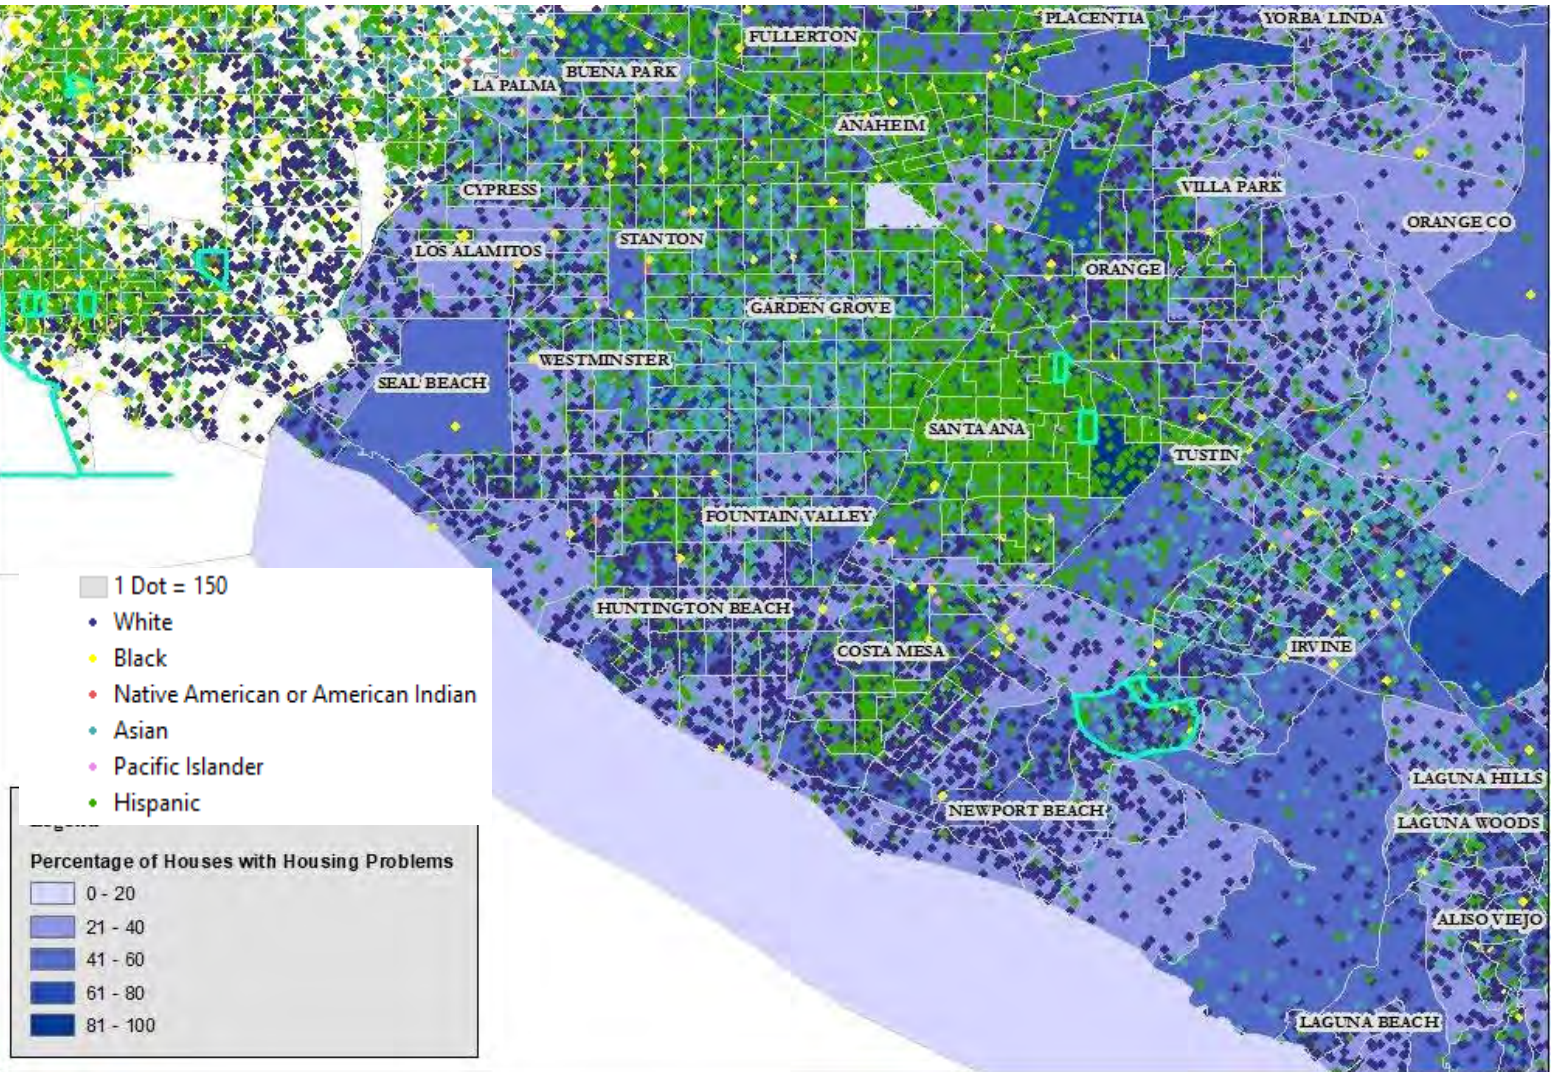 PLACENTIA
YORBA LINDA
FULLERTON
BUENA PARK
LA PALMA
ANAHEIM
CYPRESS
VILLA PARK
ORANGE CO
STANTON
LOS ALAMITOS
ORANGE
GARDEN GROVE
WESTMINSTER
SEAL BEACH
SANTA ANA
TUSTIN
FOUNTAIN VALLEY
HUNTINGTON BEACH
COSTA MESA
IRVINE
LAGUNA HILLS
NEWPORT BEACH
LAGUNA WOODS
ALISO VIEJO
LAGUNA BEACH
1 Dot = 150
White
Black
Native American or American Indian
Asian
Pacific Islander
Hispanic
Percentage of Houses with Housing Problems
0 - 20
21 - 40
41 - 60
61 - 80
81 - 100